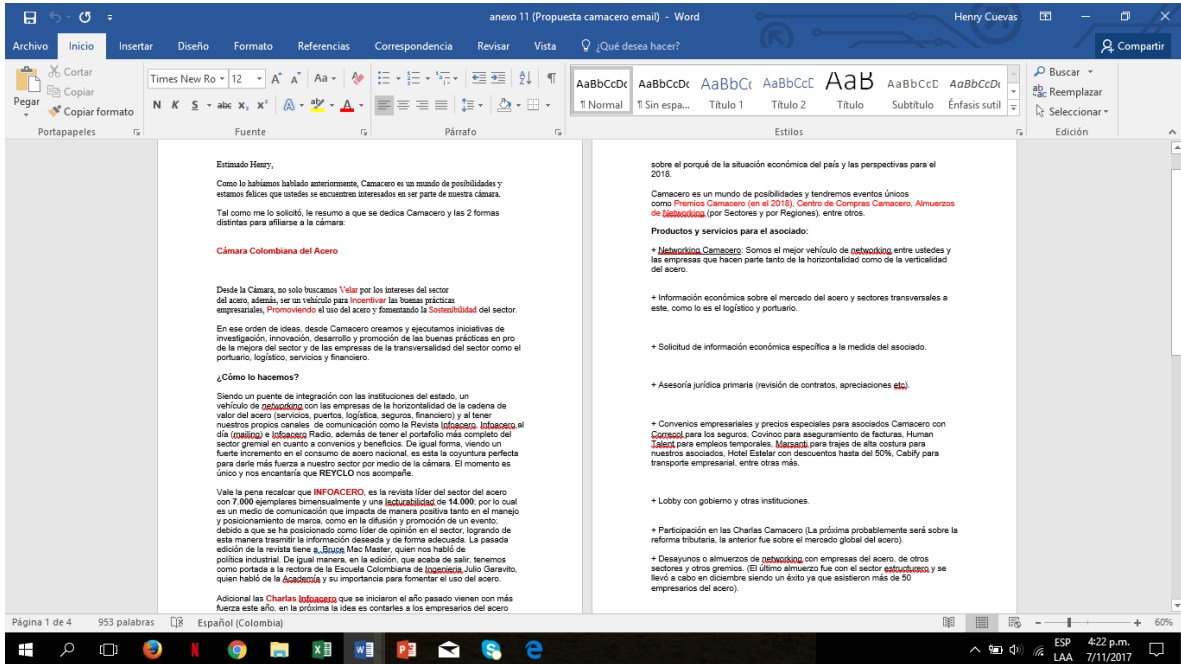 anexo 11 (Propuesta camacero email) - Word
Henry Cuevas
Archivo Inicio Insertar Diseño Formato Referencias Correspondencia Revisar Vista ¿Qué desea hacer? Compartir
Pegar
Cortar
Copiar
Copiar formato
Portapapeles
Times New Ro 12
N K S abc x₂ x²
Fuente
Párrafo
AaBbCcDc AaBbCcDc AaBbCc AaBbCcC AaB AaBbCcC AaBbCcDc
¶ Normal ¶ Sin espa... Título 1 Título 2 Título Subtítulo Énfasis sutil
Estilos
Buscar
Reemplazar
Seleccionar
Edición
Estimado Henry,
Como lo habíamos hablado anteriormente, Camacero es un mundo de posibilidades y
estamos felices que ustedes se encuentren interesados en ser parte de nuestra cámara.
Tal como me lo solicitó, le resumo a que se dedica Camacero y las 2 formas
distintas para afiliarse a la cámara:
Cámara Colombiana del Acero
Desde la Cámara, no solo buscamos Velar por los intereses del sector
del acero, además, ser un vehículo para Incentivar las buenas prácticas
empresariales, Promoviendo el uso del acero y fomentando la Sostenibilidad del sector.
En ese orden de ideas, desde Camacero creamos y ejecutamos iniciativas de
investigación, innovación, desarrollo y promoción de las buenas prácticas en pro
de la mejora del sector y de las empresas de la transversalidad del sector como el
portuario, logístico, servicios y financiero.
¿Cómo lo hacemos?
Siendo un puente de integración con las instituciones del estado, un
vehículo de networking con las empresas de la horizontalidad de la cadena de
valor del acero (servicios, puertos, logística, seguros, financiero) y al tener
nuestros propios canales de comunicación como la Revista Infoacero, Infoacero al
día (mailing) e Infoacero Radio, además de tener el portafolio más completo del
sector gremial en cuanto a convenios y beneficios. De igual forma, viendo un
fuerte incremento en el consumo de acero nacional, es esta la coyuntura perfecta
para darle más fuerza a nuestro sector por medio de la cámara. El momento es
único y nos encantaría que REYCLO nos acompañe.
Vale la pena recalcar que INFOACERO, es la revista líder del sector del acero
con 7.000 ejemplares bimensualmente y una lecturabilidad de 14.000; por lo cual
es un medio de comunicación que impacta de manera positiva tanto en el manejo
y posicionamiento de marca, como en la difusión y promoción de un evento;
debido a que se ha posicionado como líder de opinión en el sector, logrando de
esta manera trasmitir la información deseada y de forma adecuada. La pasada
edición de la revista tiene a Bruce Mac Master, quien nos habló de
política industrial. De igual manera, en la edición, que acaba de salir, tenemos
como portada a la rectora de la Escuela Colombiana de Ingeniería Julio Garavito,
quien habló de la Academía y su importancia para fomentar el uso del acero.
Adicional las Charlas Infoacero que se iniciaron el año pasado vienen con más
fuerza este año, en la próxima la idea es contarles a los empresarios del acero
sobre el porqué de la situación económica del país y las perspectivas para el
2018.
Camacero es un mundo de posibilidades y tendremos eventos únicos
como Premios Camacero (en el 2018), Centro de Compras Camacero, Almuerzos
de Networking (por Sectores y por Regiones), entre otros.
Productos y servicios para el asociado:
+ Networking Camacero: Somos el mejor vehículo de networking entre ustedes y
las empresas que hacen parte tanto de la horizontalidad como de la verticalidad
del acero.
+ Información económica sobre el mercado del acero y sectores transversales a
este, como lo es el logístico y portuario.
+ Solicitud de información económica específica a la medida del asociado.
+ Asesoría jurídica primaria (revisión de contratos, apreciaciones etc).
+ Convenios empresariales y precios especiales para asociados Camacero con
Correcol para los seguros, Covinoc para aseguramiento de facturas, Human
Talent para empleos temporales, Marsanti para trajes de alta costura para
nuestros asociados, Hotel Estelar con descuentos hasta del 50%, Cabify para
transporte empresarial, entre otras más.
+ Lobby con gobierno y otras instituciones.
+ Participación en las Charlas Camacero (La próxima probablemente será sobre la
reforma tributaria, la anterior fue sobre el mercado global del acero).
+ Desayunos o almuerzos de networking con empresas del acero, de otros
sectores y otros gremios. (El último almuerzo fue con el sector estructurero y se
llevó a cabo en diciembre siendo un éxito ya que asistieron más de 50
empresarios del acero).
Página 1 de 4 953 palabras Español (Colombia) 60%
ESP
LAA
4:22 p.m.
7/11/2017